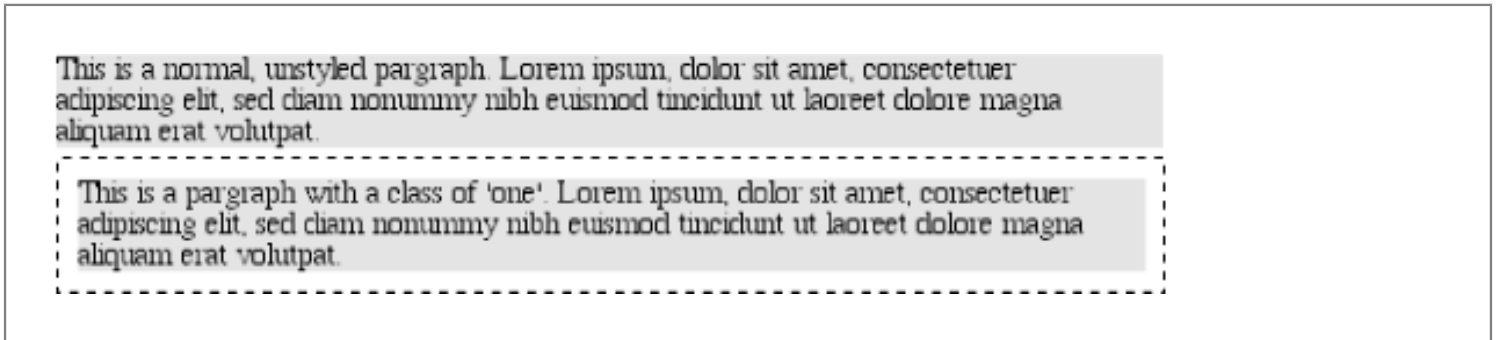 This is a normal, unstyled pargraph. Lorem ipsum, dolor sit amet, consectetuer
adipiscing elit, sed diam nonummy nibh euismod tincidunt ut laoreet dolore magna
aliquam erat volutpat.
This is a pargraph with a class of 'one'. Lorem ipsum, dolor sit amet, consectetuer
adipiscing elit, sed diam nonummy nibh euismod tincidunt ut laoreet dolore magna
aliquam erat volutpat.